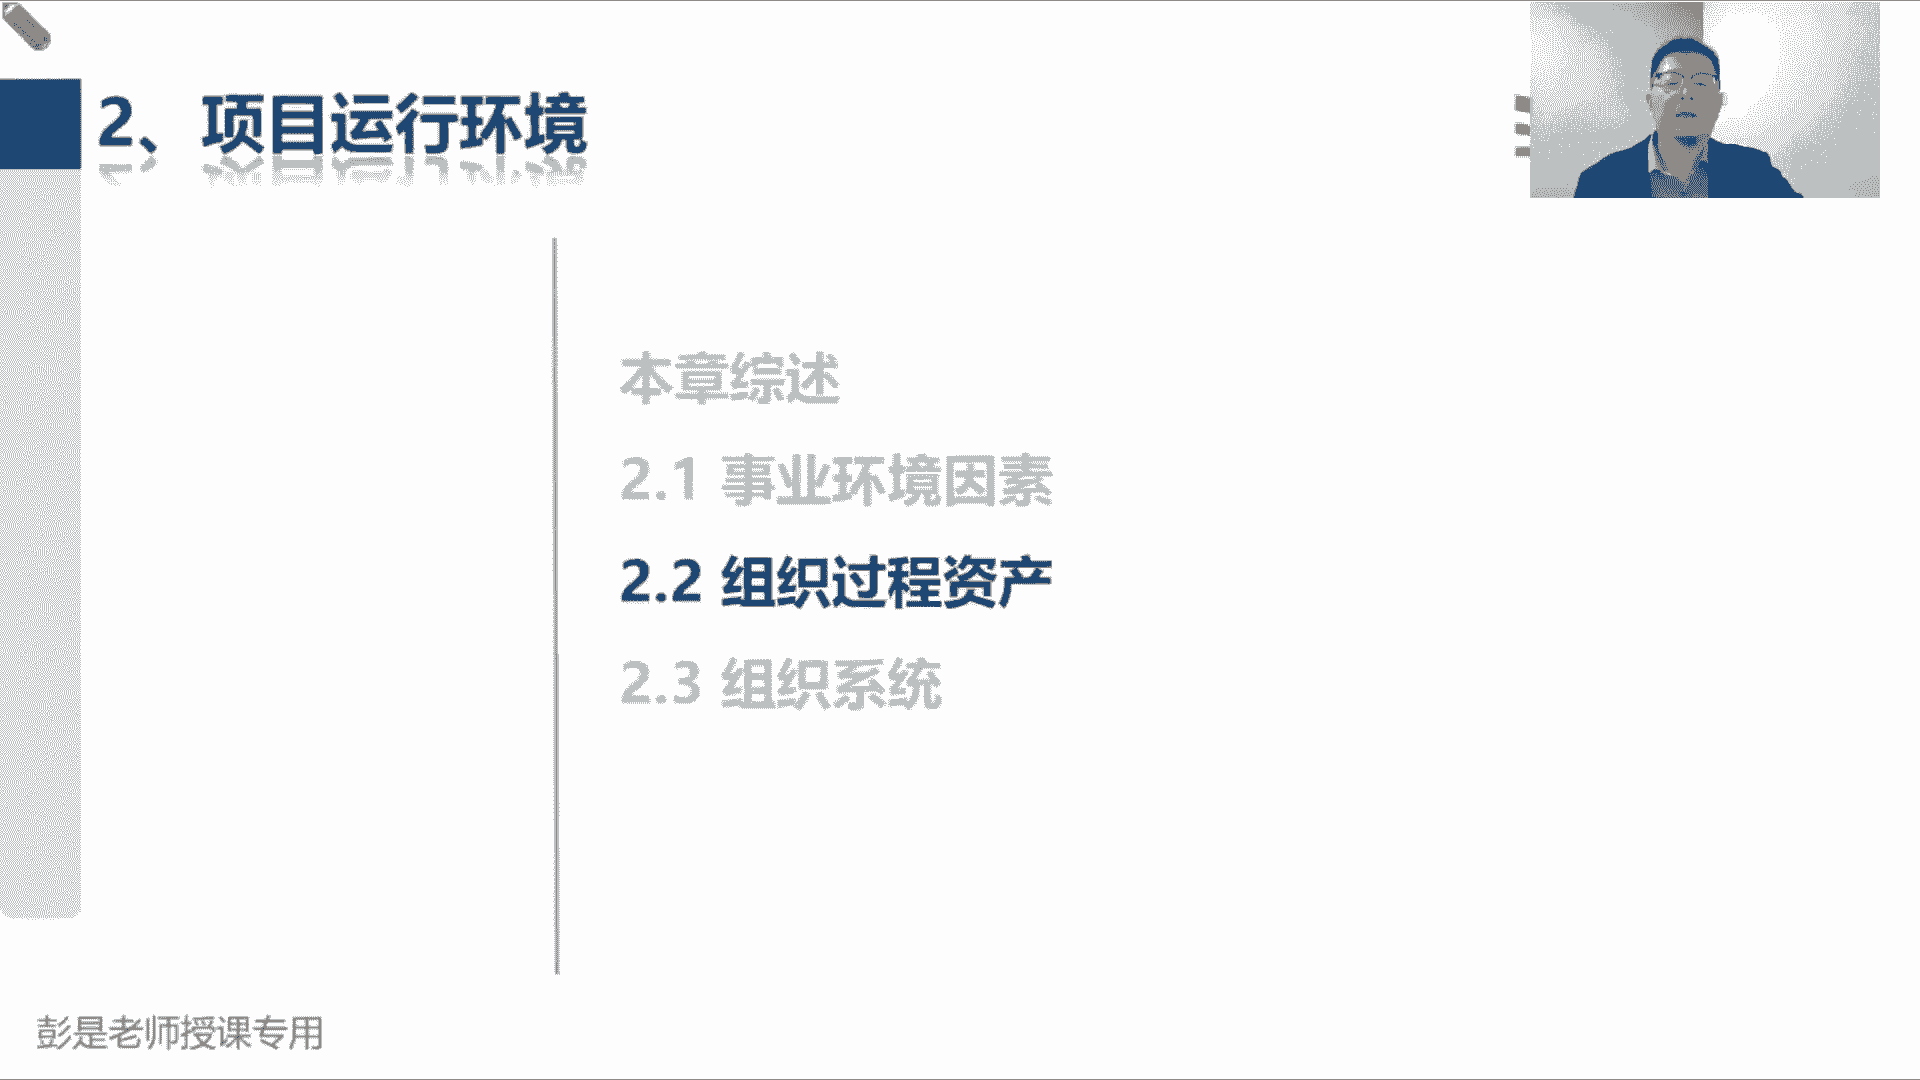 2、项目运行环境
本章综述
2.1 事业环境因素
2.2 组织过程资产
2.3 组织系统
彭是老师授课专用